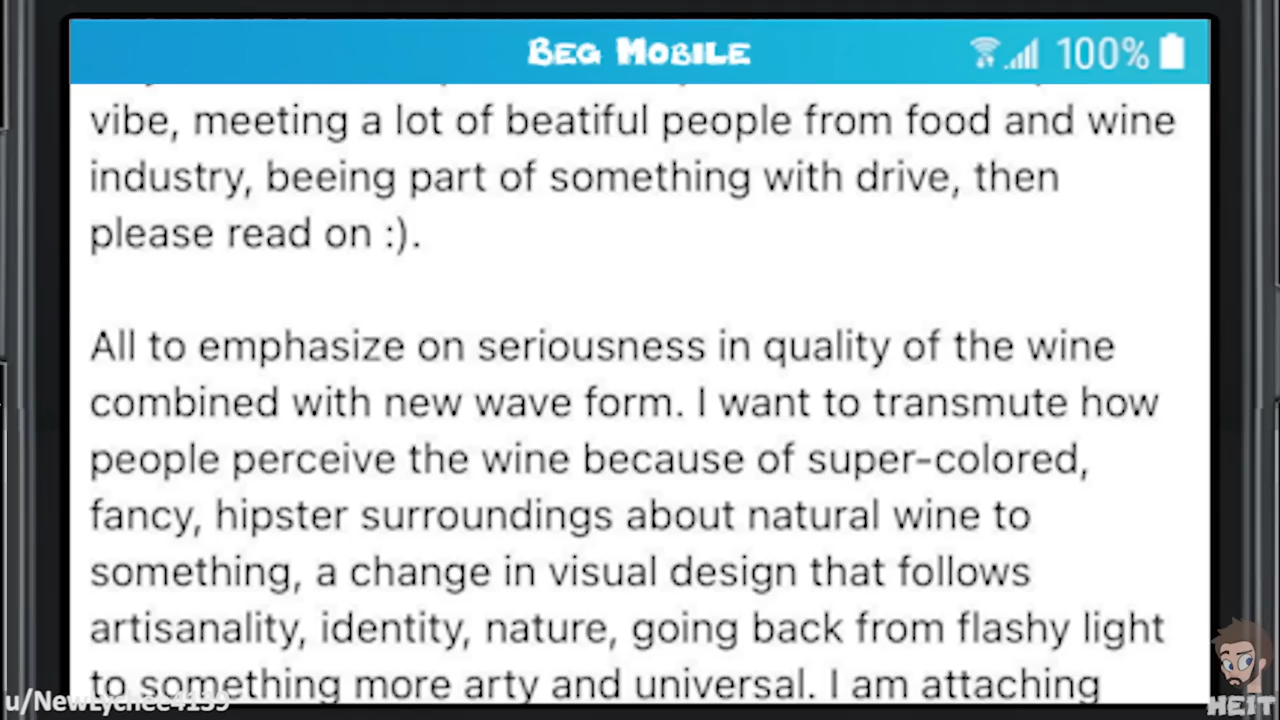 Beg Mobile
100%
vibe, meeting a lot of beatiful people from food and wine
industry, beeing part of something with drive, then
please read on :).
All to emphasize on seriousness in quality of the wine
combined with new wave form. I want to transmute how
people perceive the wine because of super-colored,
fancy, hipster surroundings about natural wine to
something, a change in visual design that follows
artisanality, identity, nature, going back from flashy light
to something more arty and universal. I am attaching
u/NewLychee4139
HEIT